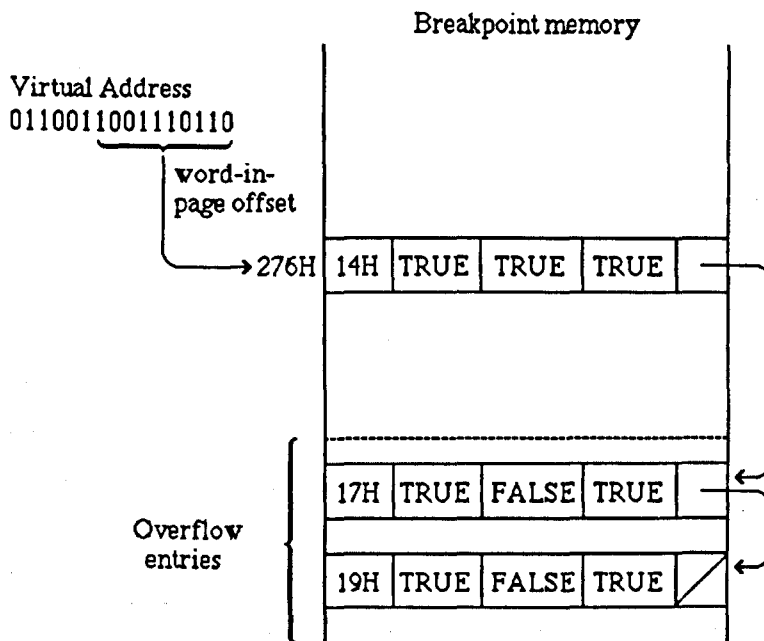 Breakpoint memory
Virtual Address
0110011001110110
word-in-
page offset
276H 14H TRUE TRUE TRUE
17H TRUE FALSE TRUE
Overflow
entries
19H TRUE FALSE TRUE